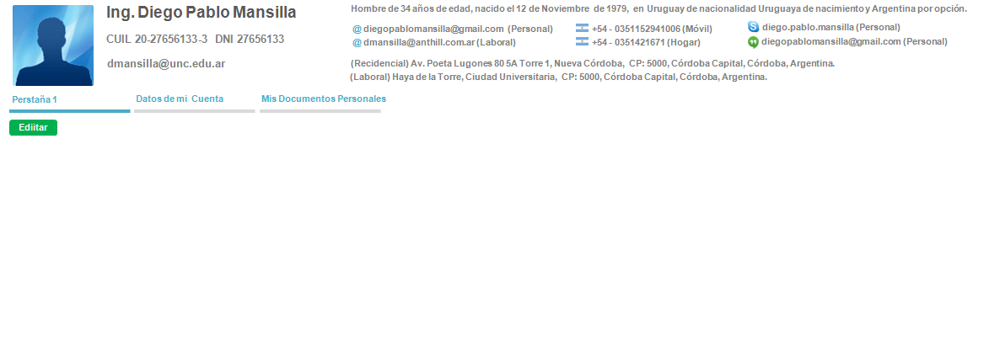 Ing. Diego Pablo Mansilla
CUIL 20-27656133-3 DNI 27656133
dmansilla@unc.edu.ar
Hombre de 34 años de edad, nacido el 12 de Noviembre de 1979, en Uruguay de nacionalidad Uruguaya de nacimiento y Argentina por opción.
@ diegopablomansilla@gmail.com (Personal) +54 - 0351152941006 (Móvil) diego.pablo.mansilla (Personal)
@ dmansilla@anthill.com.ar (Laboral) +54 - 0351421671 (Hogar) diegopablomansilla@gmail.com (Personal)
(Recidencial) Av. Poeta Lugones 80 5A Torre 1, Nueva Córdoba, CP: 5000, Córdoba Capital, Córdoba, Argentina.
(Laboral) Haya de la Torre, Ciudad Universitaria, CP: 5000, Córdoba Capital, Córdoba, Argentina.
Perstaña 1 Datos de mi Cuenta Mis Documentos Personales
Ediitar